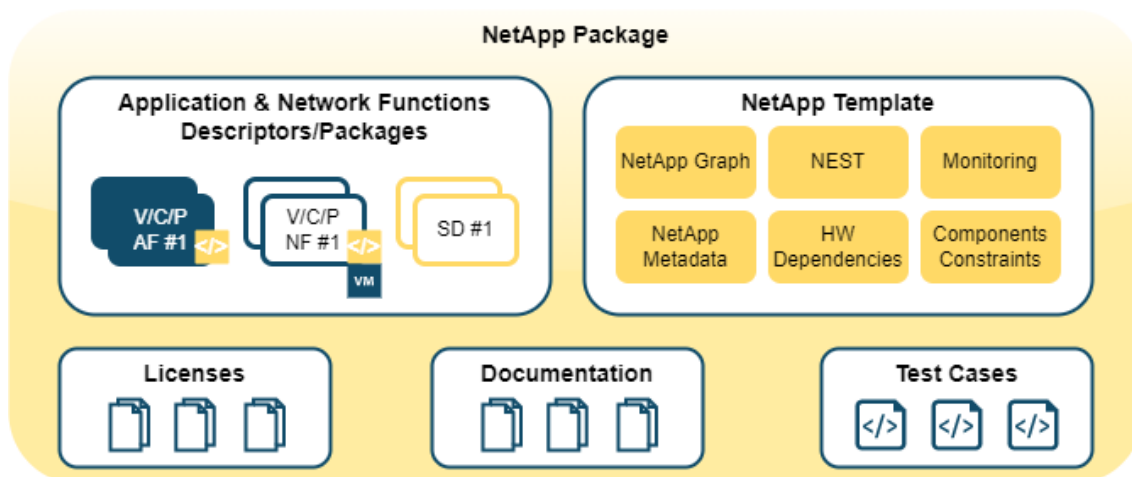 NetApp Package
Application & Network Functions
Descriptors/Packages
V/C/P
AF #1
</>
V/C/P
NF #1
</>
VM
SD #1
NetApp Template
NetApp Graph
NEST
Monitoring
NetApp
Metadata
HW
Dependencies
Components
Constraints
Licenses
Documentation
Test Cases
</>
</>
</>